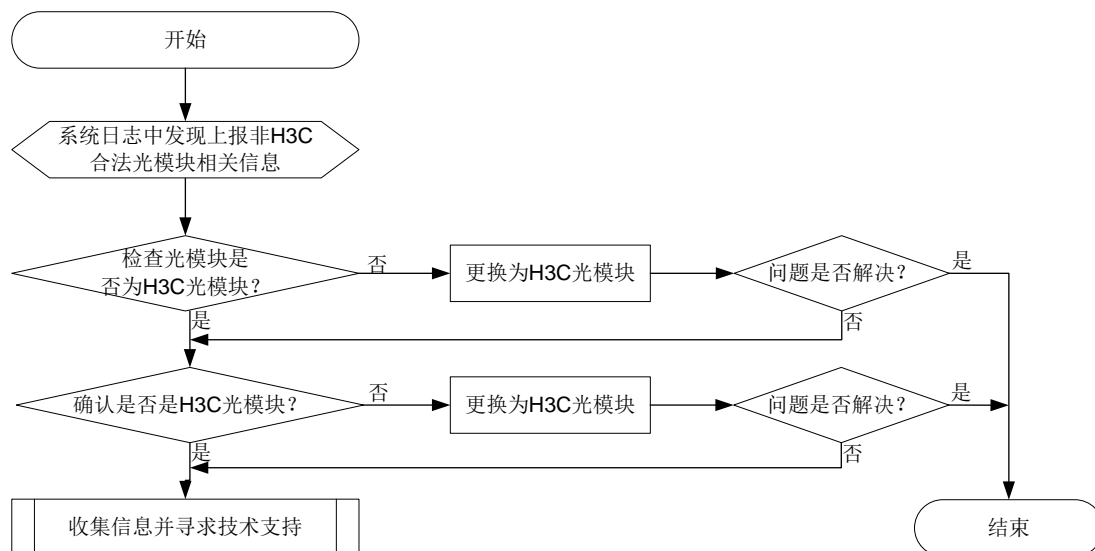 开始
系统日志中发现上报非H3C
合法光模块相关信息
检查光模块是
否为H3C光模块？
否
更换为H3C光模块
问题是否解决？
是
是
否
确认是否是H3C光模块？
否
更换为H3C光模块
问题是否解决？
是
是
否
收集信息并寻求技术支持
结束